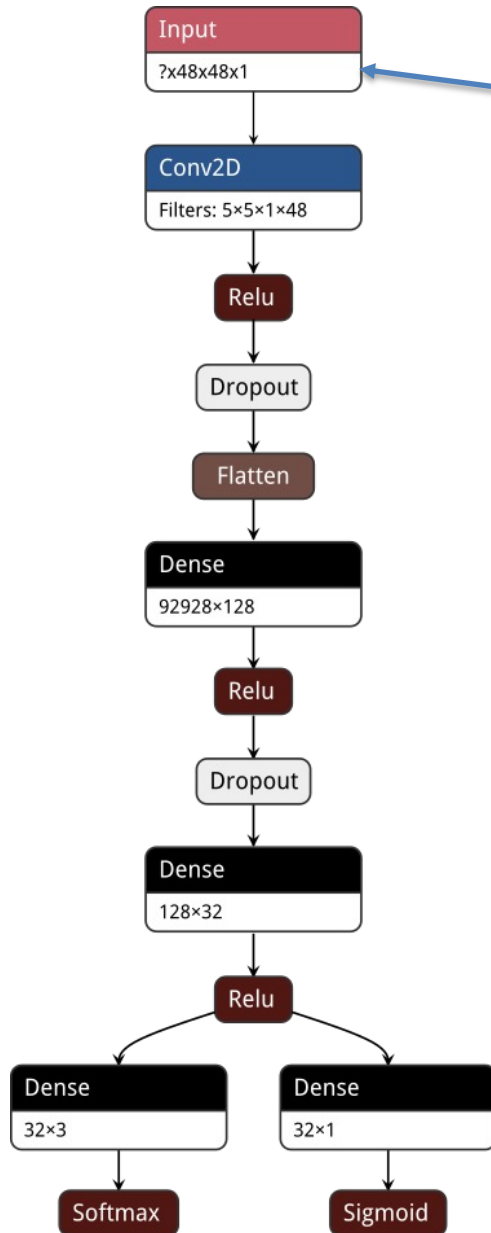 Input
?x48x48x1
Conv2D
Filters: 5×5×1×48
Relu
Dropout
Flatten
Dense
92928×128
Relu
Dropout
Dense
128×32
Relu
Dense
32×3
Dense
32×1
Softmax
Sigmoid